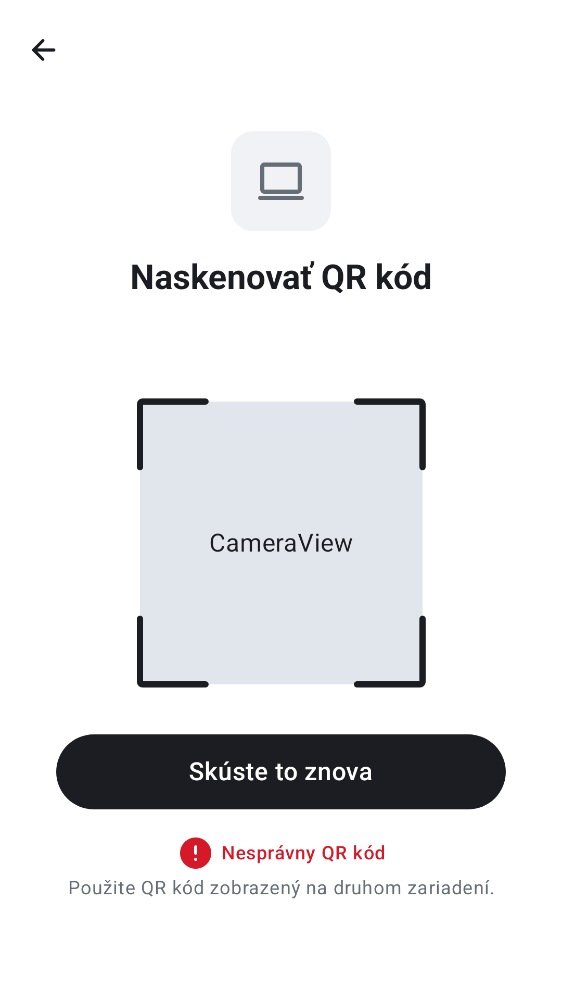 Naskenovať QR kód
CameraView
Skúste to znova
Nesprávny QR kód
Použite QR kód zobrazený na druhom zariadení.